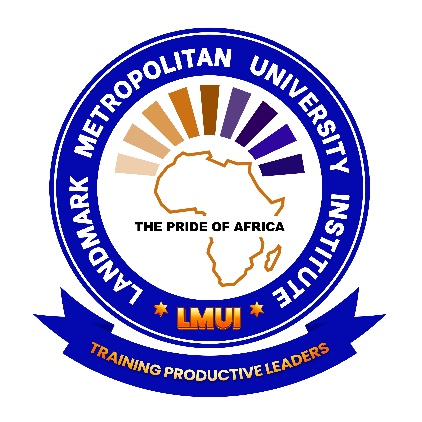 LANDMARK METROPOLITAN UNIVERSITY INSTITUTE
THE PRIDE OF AFRICA
LMUI
TRAINING PRODUCTIVE LEADERS